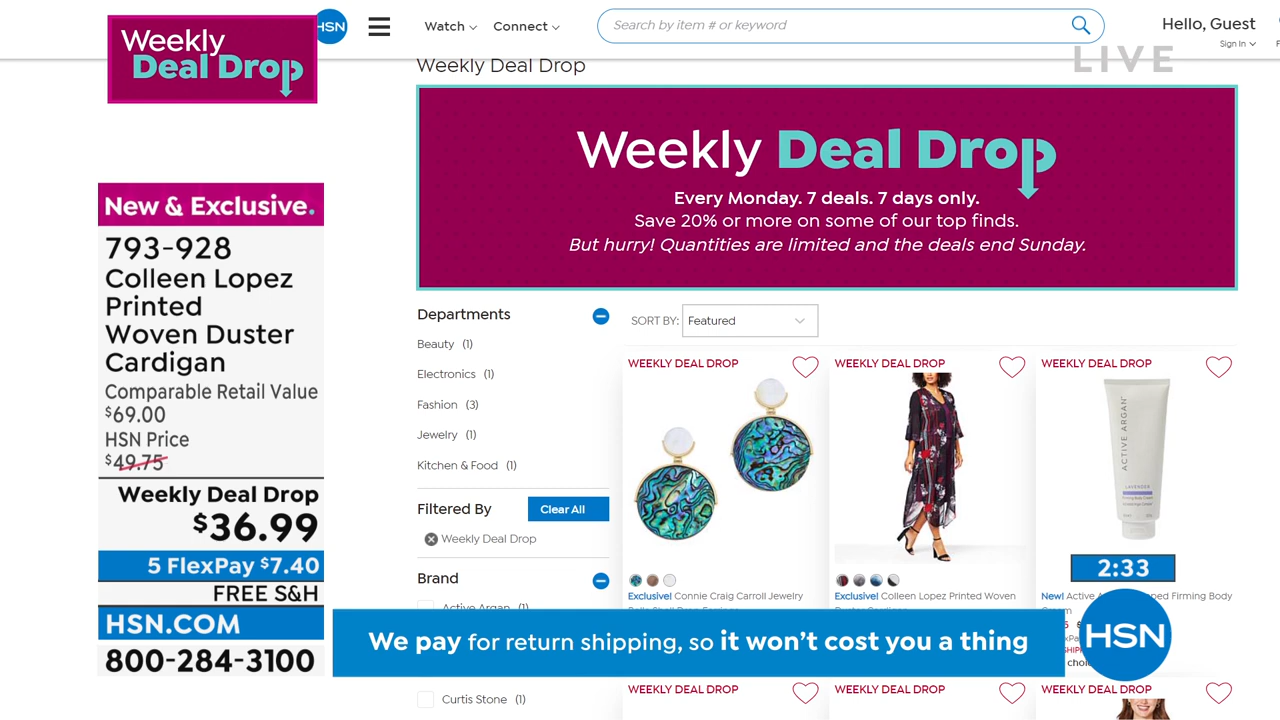 Weekly
Deal Drop
HSN
Watch
Connect
Search by item # or keyword
Hello, Guest
Sign In
LIVE
Weekly Deal Drop
Weekly Deal Drop
Every Monday. 7 deals. 7 days only.
Save 20% or more on some of our top finds.
But hurry! Quantities are limited and the deals end Sunday.
New & Exclusive.
793-928
Colleen Lopez
Printed
Woven Duster
Cardigan
Comparable Retail Value
$69.00
HSN Price
$49.75
Weekly Deal Drop
$36.99
5 FlexPay $7.40
FREE S&H
HSN.COM
800-284-3100
Departments
Beauty (1)
Electronics (1)
Fashion (3)
Jewelry (1)
Kitchen & Food (1)
Filtered By
Clear All
Weekly Deal Drop
Brand
Active Argan (1)
Curtis Stone (1)
SORT BY:
Featured
WEEKLY DEAL DROP
WEEKLY DEAL DROP
WEEKLY DEAL DROP
ACTIVE ARGAN
LAVENDER
2:33
Exclusive! Connie Craig Carroll Jewelry
Exclusive! Colleen Lopez Printed Woven
New! Active
Firming Body
We pay for return shipping, so it won't cost you a thing
HSN
WEEKLY DEAL DROP
WEEKLY DEAL DROP
WEEKLY DEAL DROP